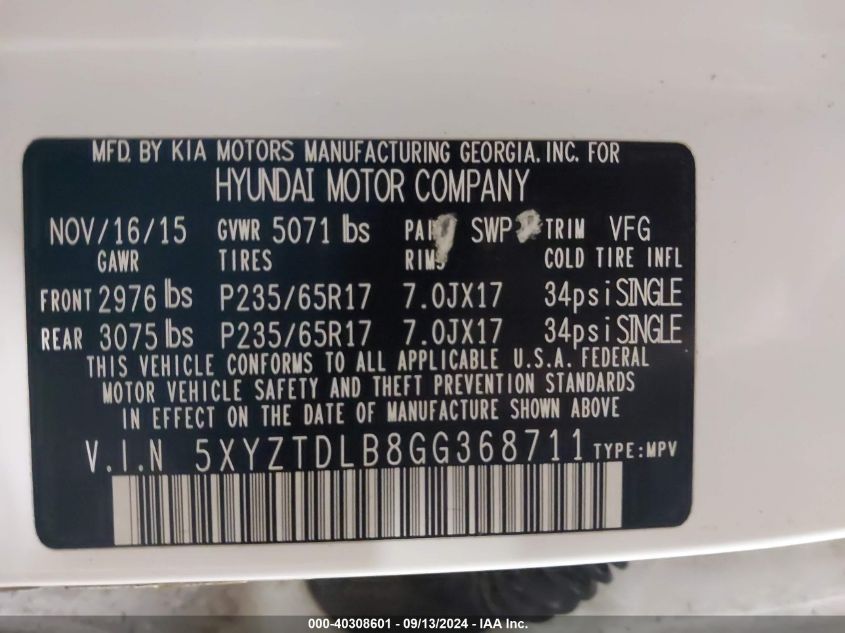 MFD. BY KIA MOTORS MANUFACTURING GEORGIA. INC. FOR
HYUNDAI MOTOR COMPANY
NOV/16/15 GVWR 5071 lbs SWP TRIM VFG
GAWR TIRES RIMS COLD TIRE INFL
FRONT 2976 lbs P235/65R17 7.0JX17 34psi SINGLE
REAR 3075 lbs P235/65R17 7.0JX17 34psi SINGLE
THIS VEHICLE CONFORMS TO ALL APPLICABLE U.S.A. FEDERAL
MOTOR VEHICLE SAFETY AND THEFT PREVENTION STANDARDS
IN EFFECT ON THE DATE OF MANUFACTURE SHOWN ABOVE
V.I.N 5XYZTDLB8GG368711 TYPE:MPV
000-40308601 - 09/13/2024 - IAA Inc.